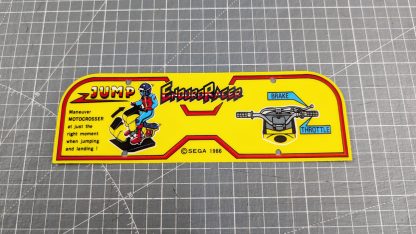 JUMP
ENDURO RACER
Maneuver
MOTOCROSSER
at just the
right moment
when jumping
and landing !
© SEGA 1986
BRAKE
THROTTLE